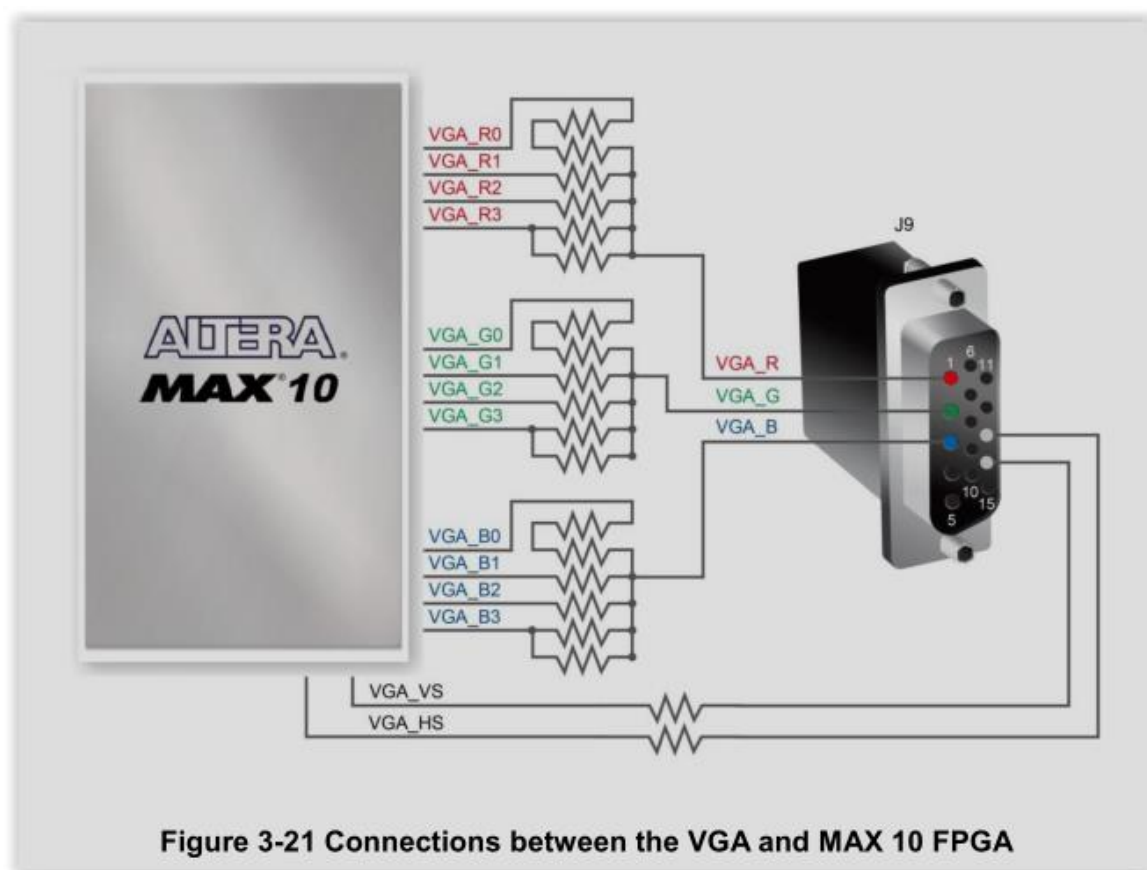 VGA_R0
VGA_R1
VGA_R2
VGA_R3
J9
ALTERA®
MAX® 10
VGA_G0
VGA_G1
VGA_G2
VGA_G3
VGA_R
VGA_G
VGA_B
1
6
11
5
10
15
VGA_B0
VGA_B1
VGA_B2
VGA_B3
VGA_VS
VGA_HS
Figure 3-21 Connections between the VGA and MAX 10 FPGA